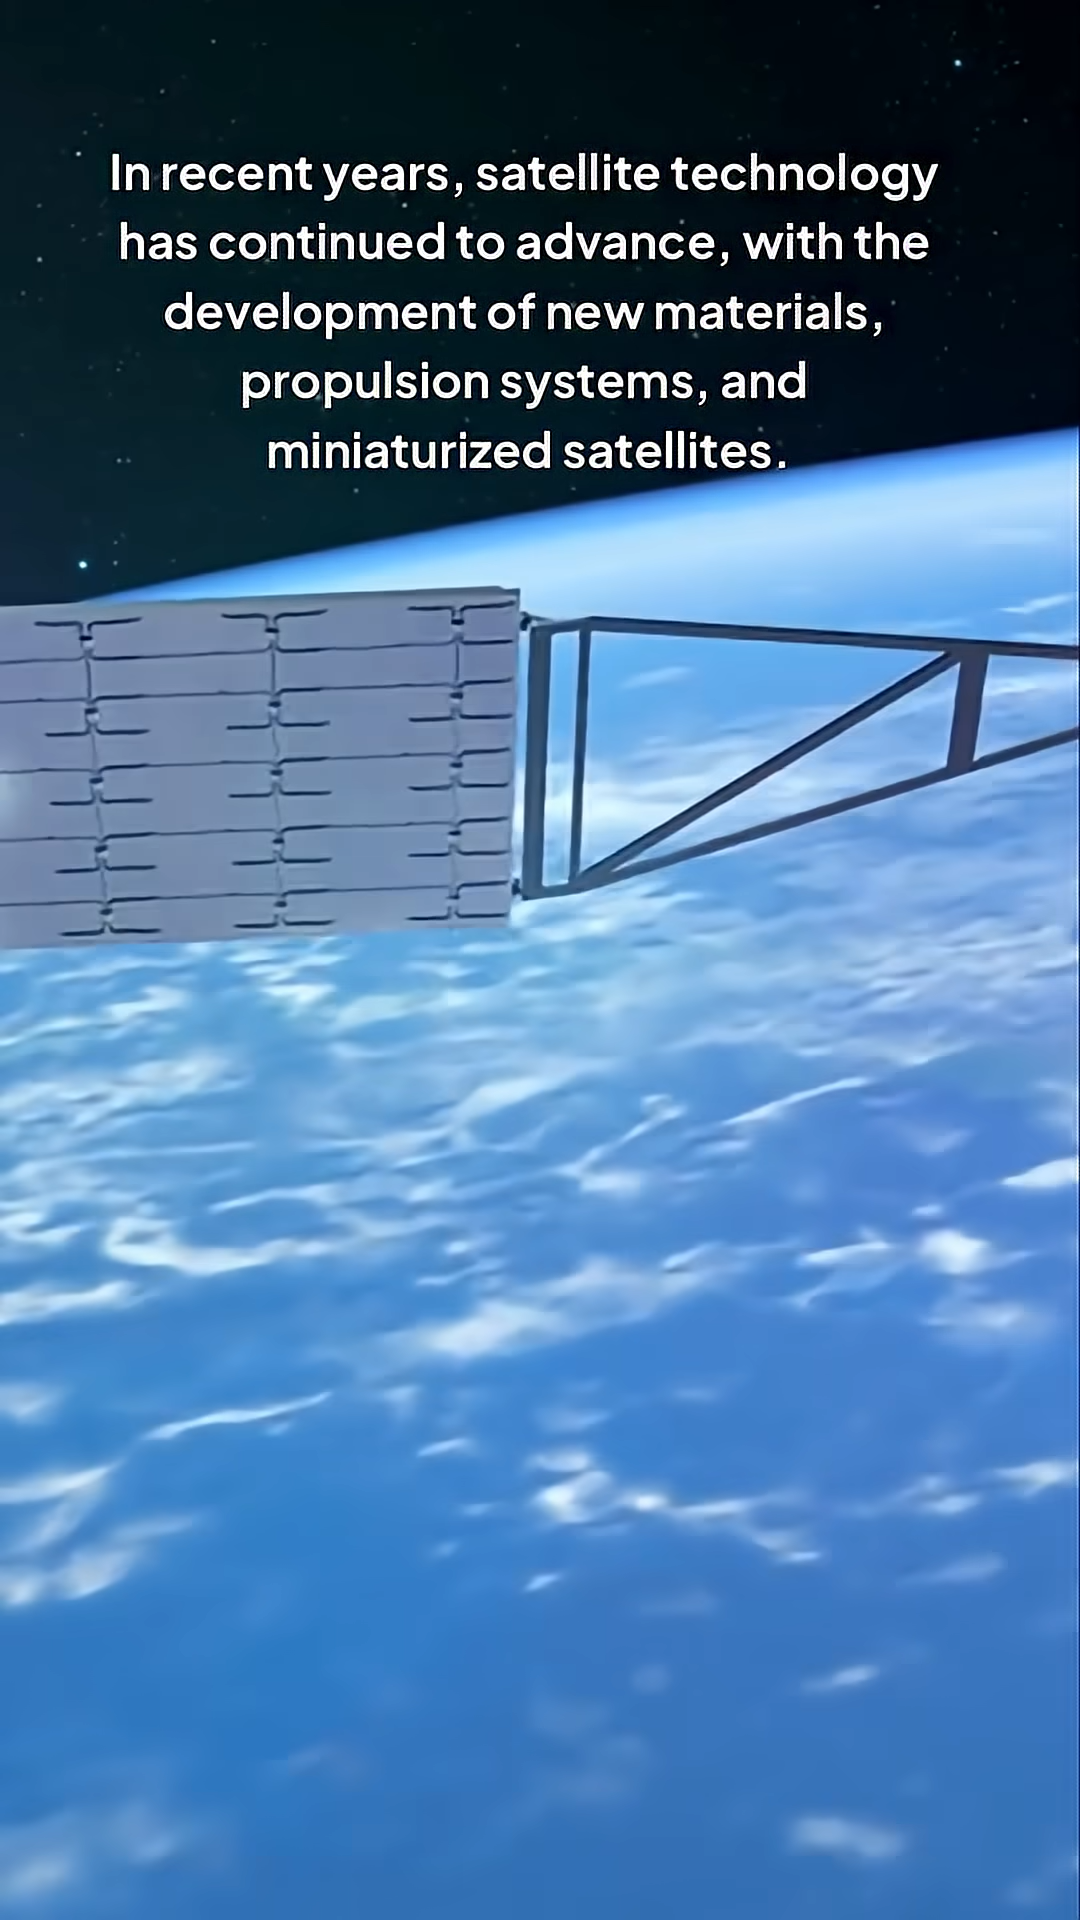 In recent years, satellite technology
has continued to advance, with the
development of new materials,
propulsion systems, and
miniaturized satellites.